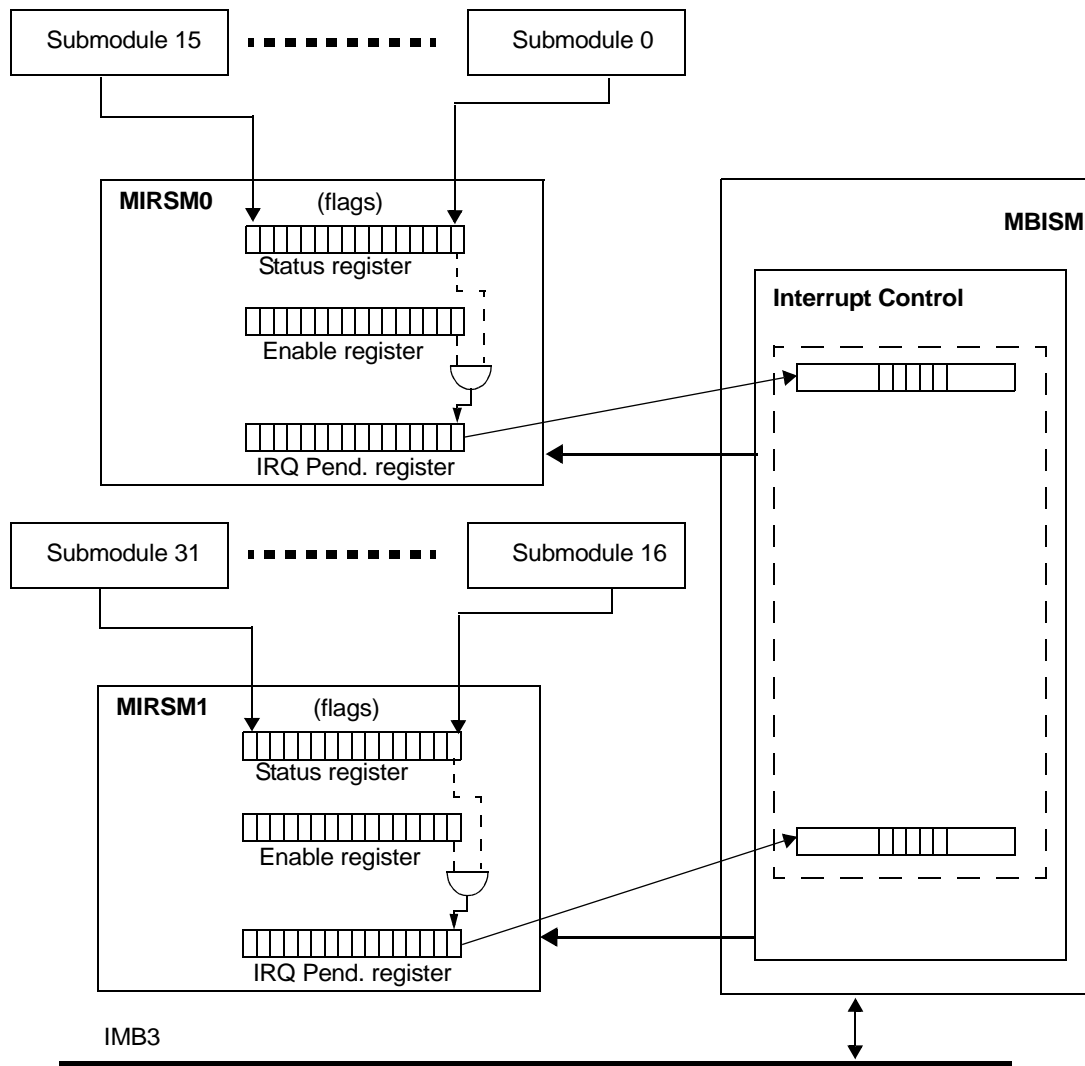 Submodule 15
Submodule 0
MIRSM0
(flags)
Status register
Enable register
IRQ Pend. register
MBISM
Interrupt Control
Submodule 31
Submodule 16
MIRSM1
(flags)
Status register
Enable register
IRQ Pend. register
IMB3